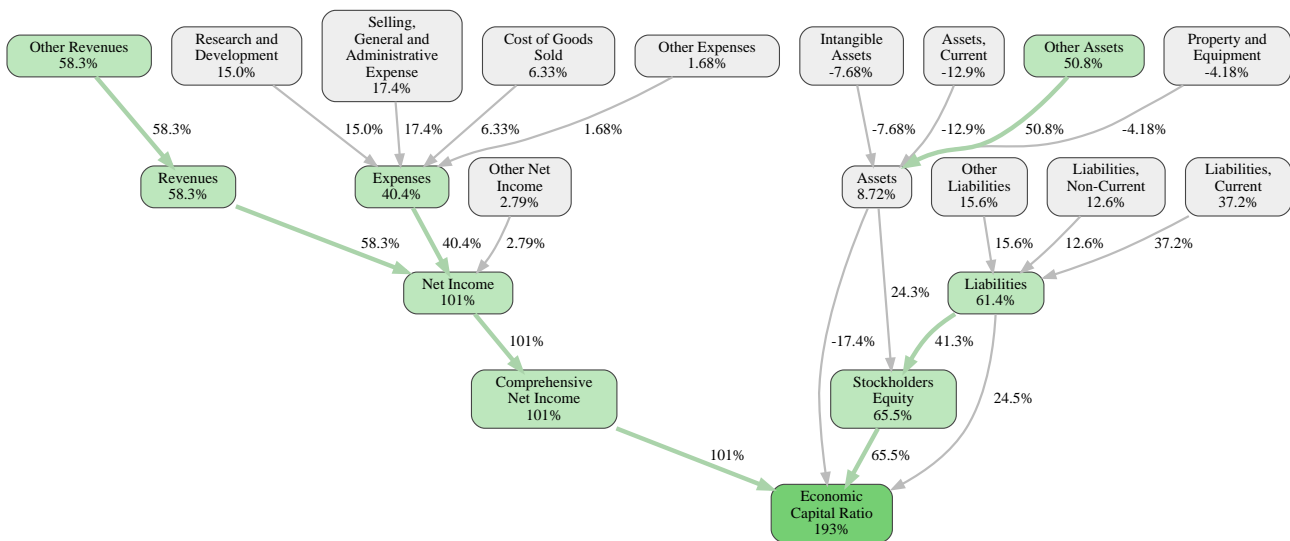 Other Revenues
58.3%
Research and
Development
15.0%
Selling,
General and
Administrative
Expense
17.4%
Cost of Goods
Sold
6.33%
Other Expenses
1.68%
Intangible
Assets
-7.68%
Assets,
Current
-12.9%
Other Assets
50.8%
Property and
Equipment
-4.18%
58.3%
15.0%
17.4%
6.33%
1.68%
-7.68%
-12.9%
50.8%
-4.18%
Revenues
58.3%
Expenses
40.4%
Other Net
Income
2.79%
Assets
8.72%
Other
Liabilities
15.6%
Liabilities,
Non-Current
12.6%
Liabilities,
Current
37.2%
58.3%
40.4%
2.79%
15.6%
12.6%
37.2%
Net Income
101%
24.3%
Liabilities
61.4%
101%
-17.4%
41.3%
Comprehensive
Net Income
101%
Stockholders
Equity
65.5%
24.5%
101%
65.5%
Economic
Capital Ratio
193%